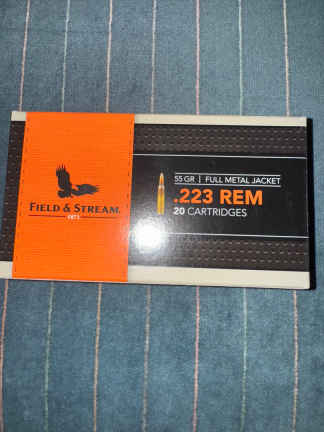 FIELD & STREAM
1871
55 GR | FULL METAL JACKET
.223 REM
20 CARTRIDGES